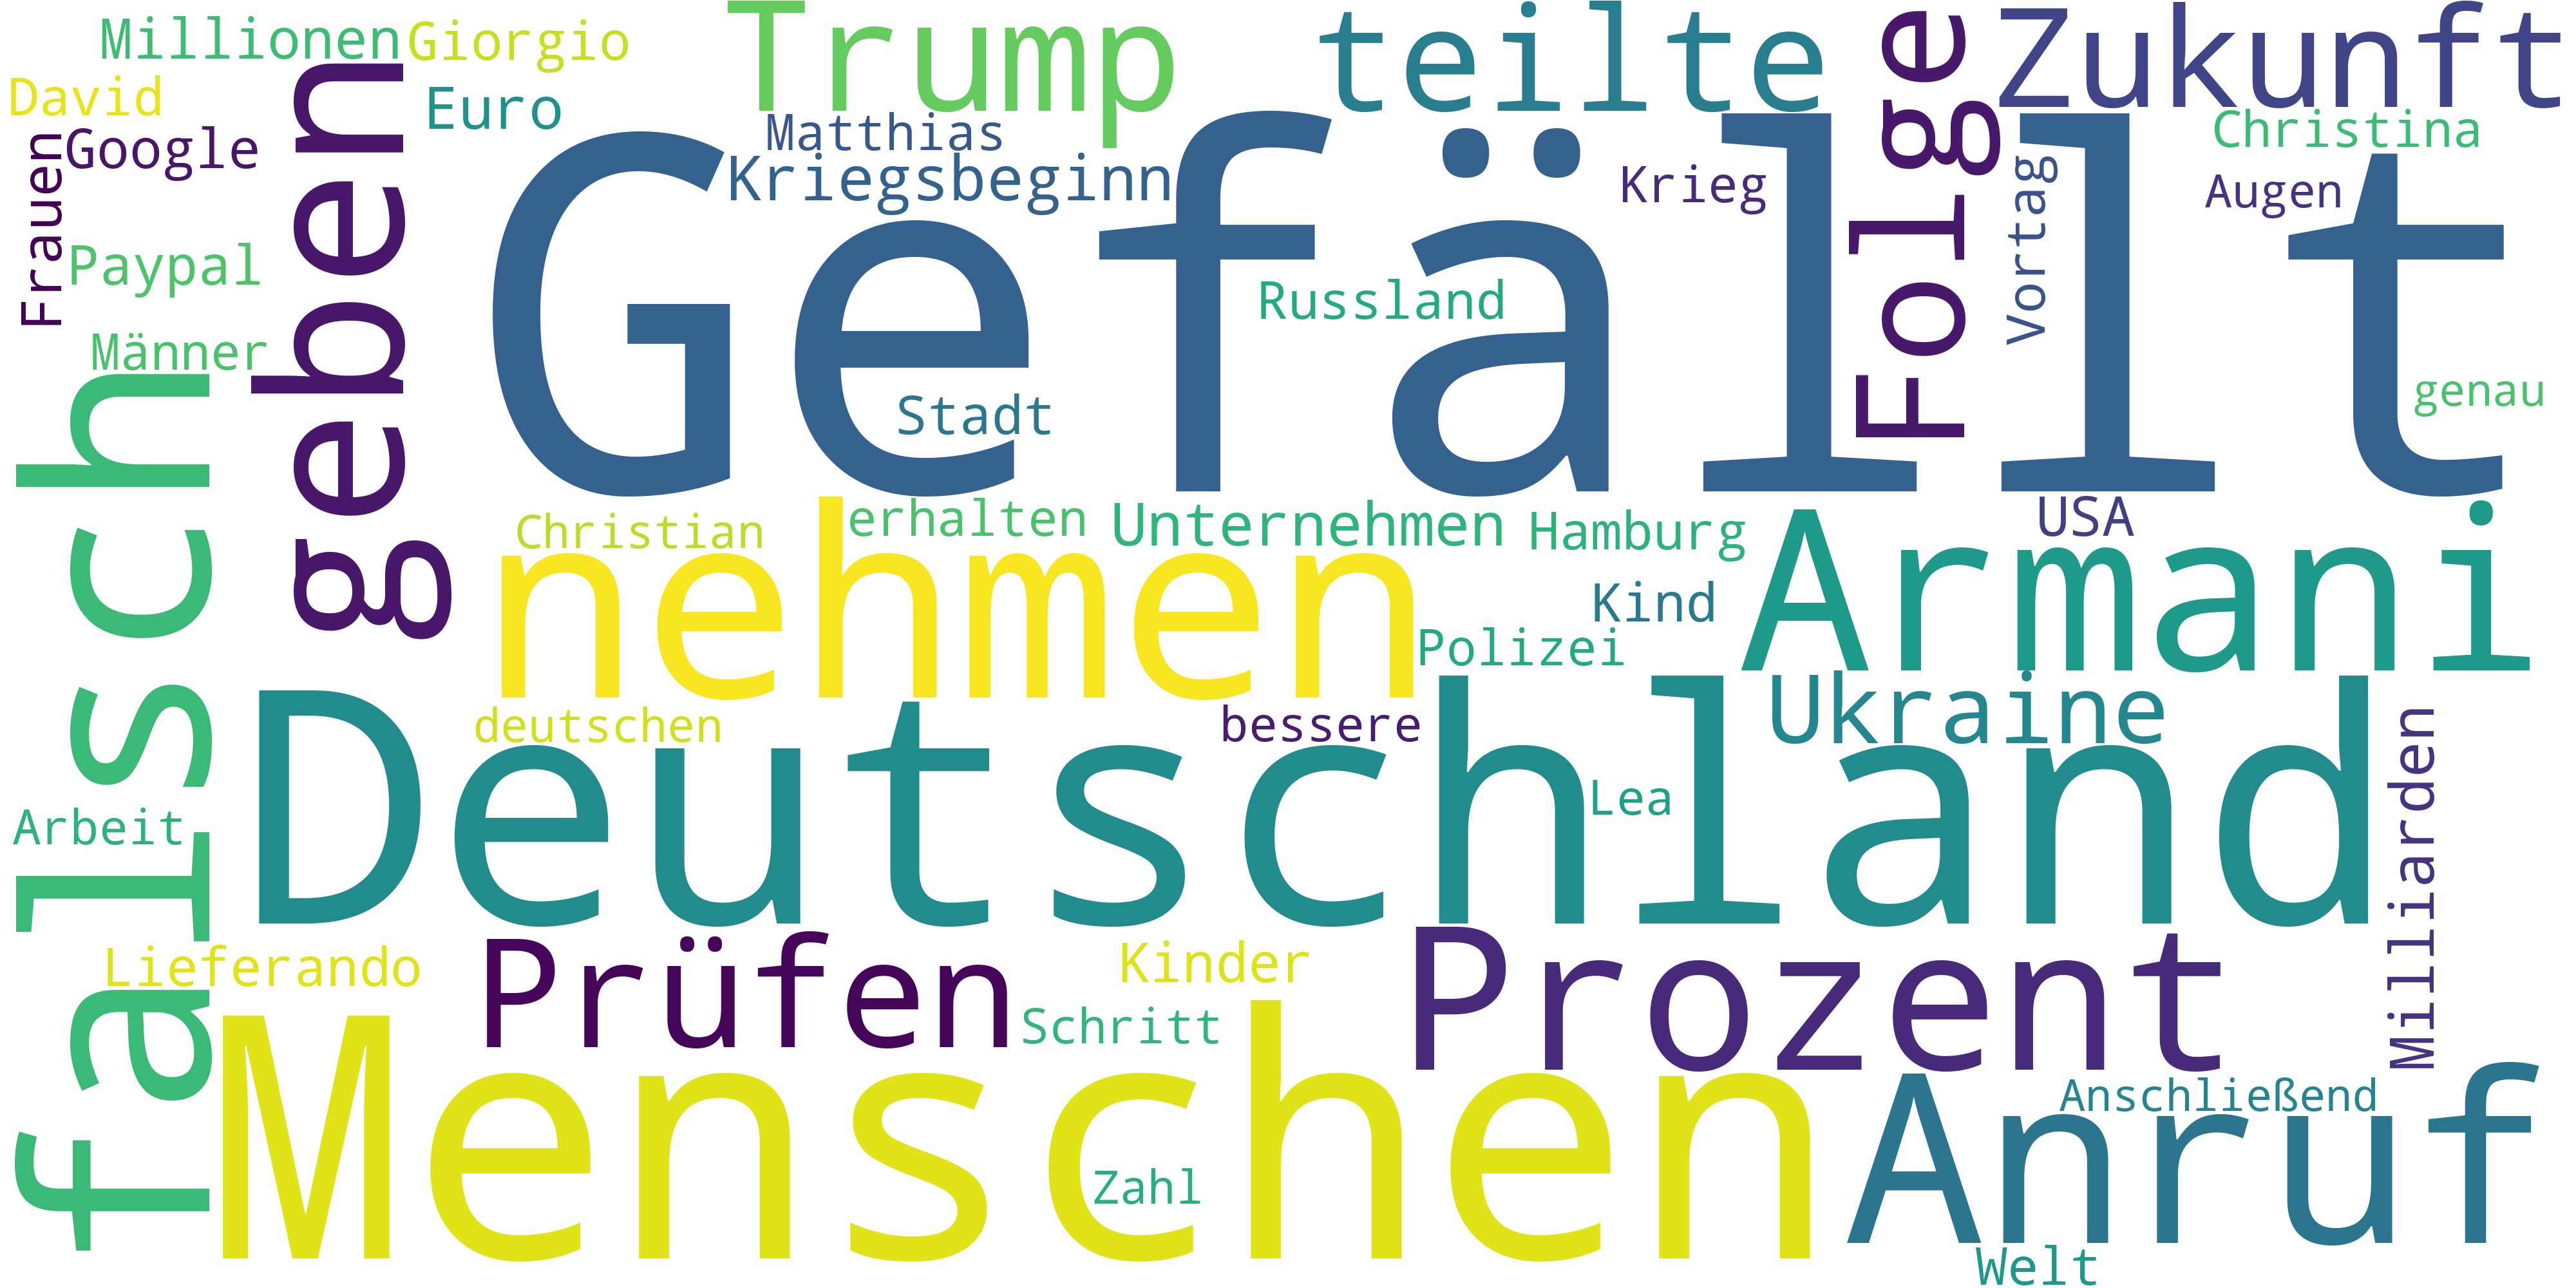 Millionen
Giorgio
Trump
teilte
Folge
Zukunft
David
Euro
Google
Frauen
geben
Matthias
Kriegsbeginn
Krieg
Vortag
Christina
Augen
Gefällt
Paypal
Russland
Männer
Stadt
genau
falsch
Christian
erhalten
Unternehmen
Hamburg
USA
nehmen
Armani
Kind
Polizei
Ukraine
deutschen
bessere
Milliarden
Deutschland
Lea
Arbeit
Lieferando
Prüfen
Kinder
Prozent
Schritt
Menschen
Anschließend
Anruf
Zahl
Welt